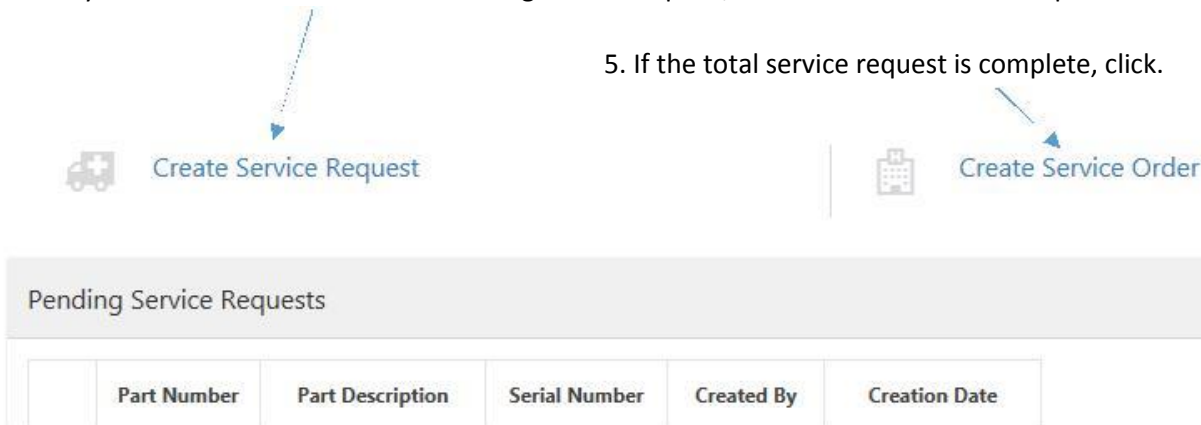 5. If the total service request is complete, click.
Create Service Request
Create Service Order
Pending Service Requests
Part Number Part Description Serial Number Created By Creation Date